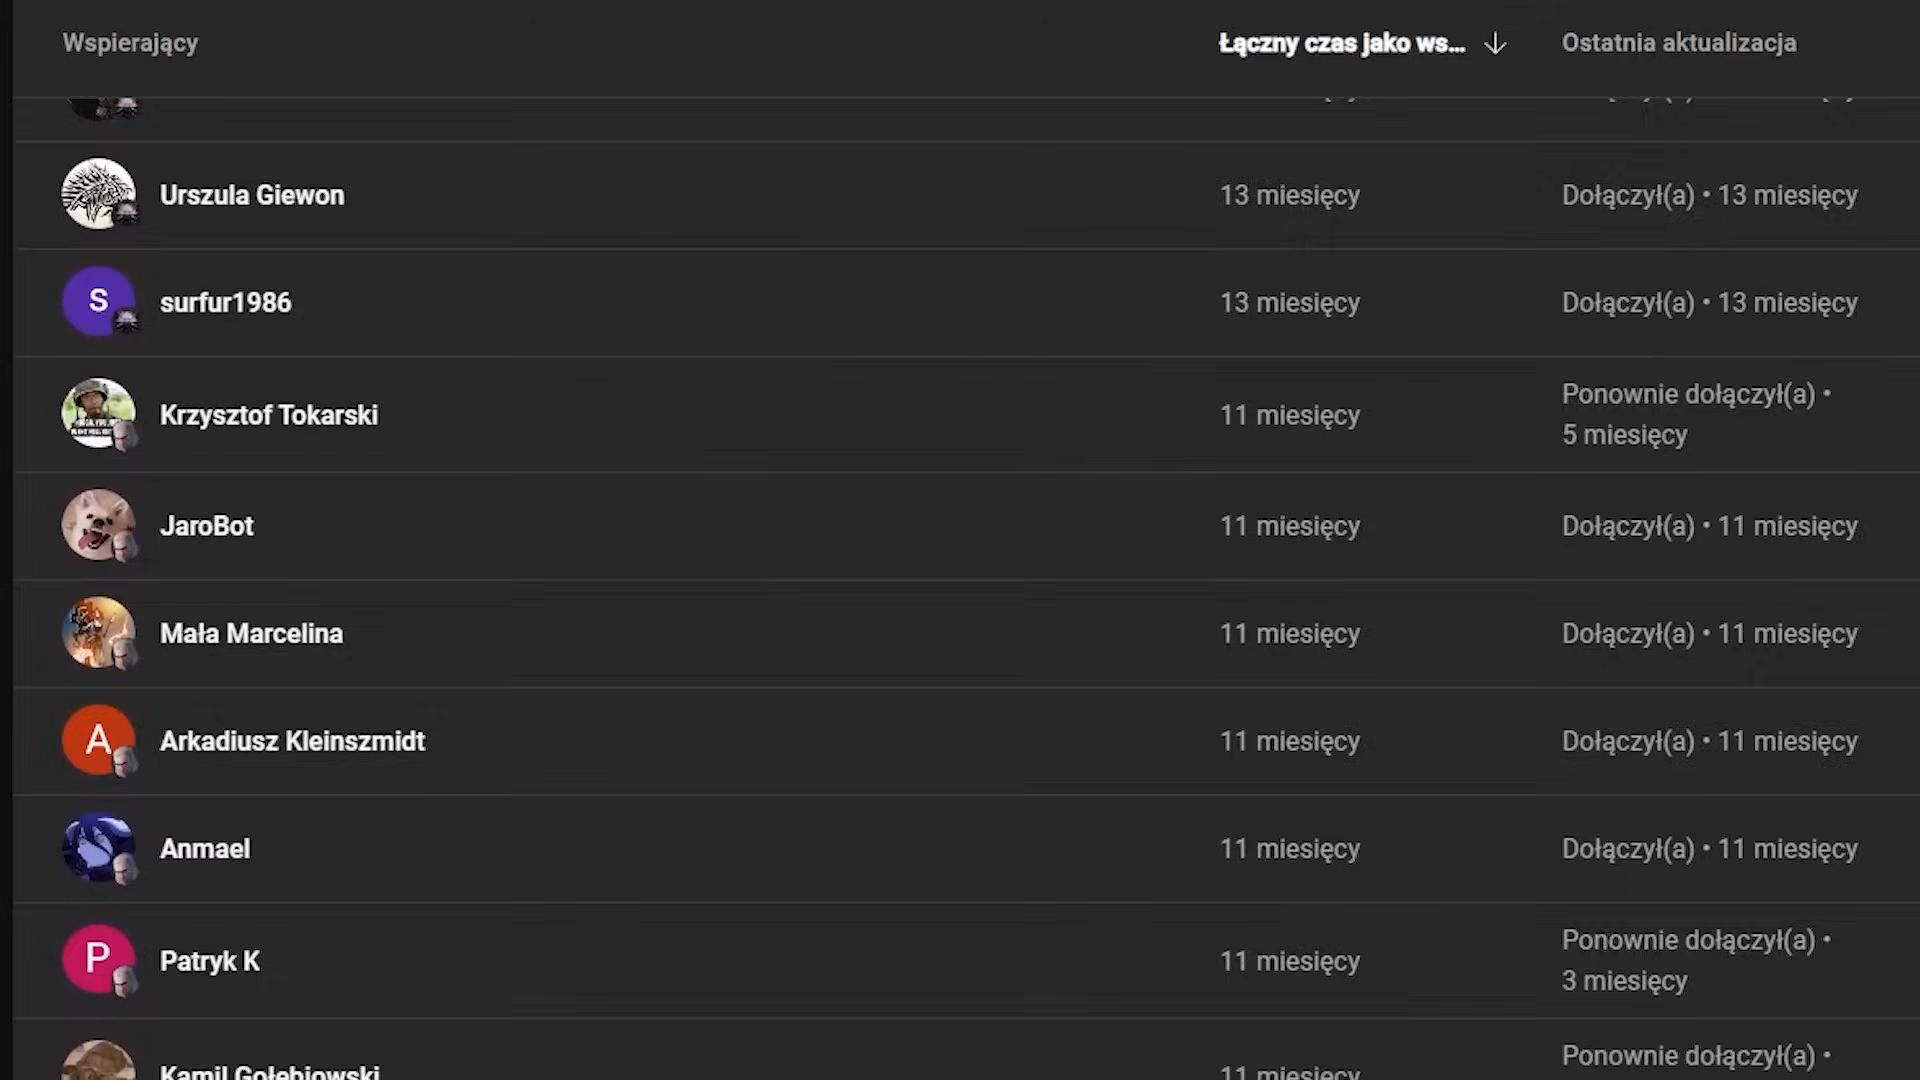 Wspierający Łączny czas jako ws... Ostatnia aktualizacja
Urszula Giewon 13 miesięcy Dołączył(a) • 13 miesięcy
S surfur1986 13 miesięcy Dołączył(a) • 13 miesięcy
Krzysztof Tokarski 11 miesięcy Ponownie dołączył(a) •
5 miesięcy
JaroBot 11 miesięcy Dołączył(a) • 11 miesięcy
Mała Marcelina 11 miesięcy Dołączył(a) • 11 miesięcy
A Arkadiusz Kleinszmidt 11 miesięcy Dołączył(a) • 11 miesięcy
Anmael 11 miesięcy Dołączył(a) • 11 miesięcy
P Patryk K 11 miesięcy Ponownie dołączył(a) •
3 miesięcy
Kamil Gołębiowski 11 miesięcy Ponownie dołączył(a) •